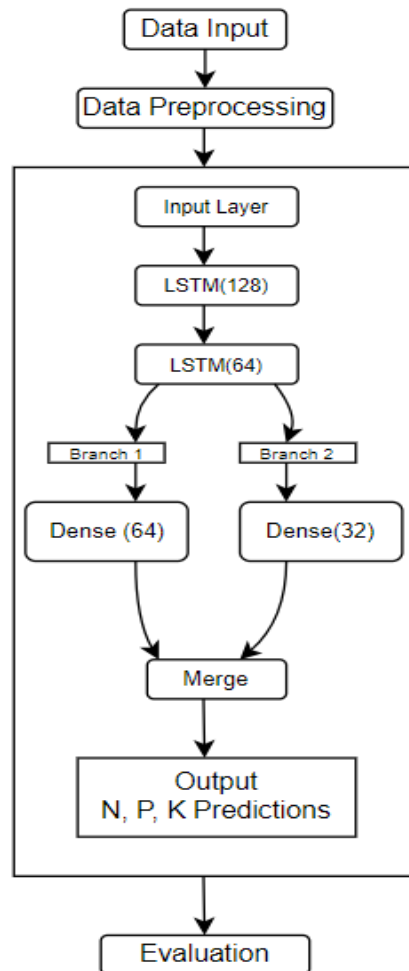 Data Input
Data Preprocessing
Input Layer
LSTM(128)
LSTM(64)
Branch 1
Branch 2
Dense (64)
Dense(32)
Merge
Output
N, P, K Predictions
Evaluation